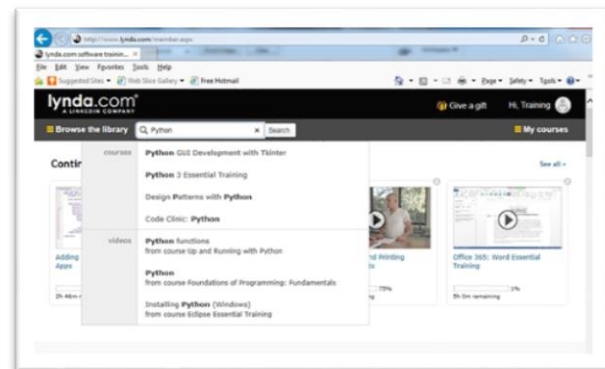 http://www.lynda.com/member.aspx
lynda.com software trainin...
File Edit View Favorites Tools Help
Suggested Sites Web Slice Gallery Free Hotmail
Page Safety Tools
lynda.com
A LINKEDIN COMPANY
Give a gift Hi, Training
Browse the library Python Search My courses
Contin
See all
courses Python GUI Development with Tkinter
Python 3 Essential Training
Design Patterns with Python
Code Clinic: Python
videos Python functions
from course Up and Running with Python
Python
from course Foundations of Programming: Fundamentals
Installing Python (Windows)
from course Eclipse Essential Training
Adding
Apps
nd Printing
Office 365: Word Essential
Training
2h 46m
75%
1%
5h 0m remaining